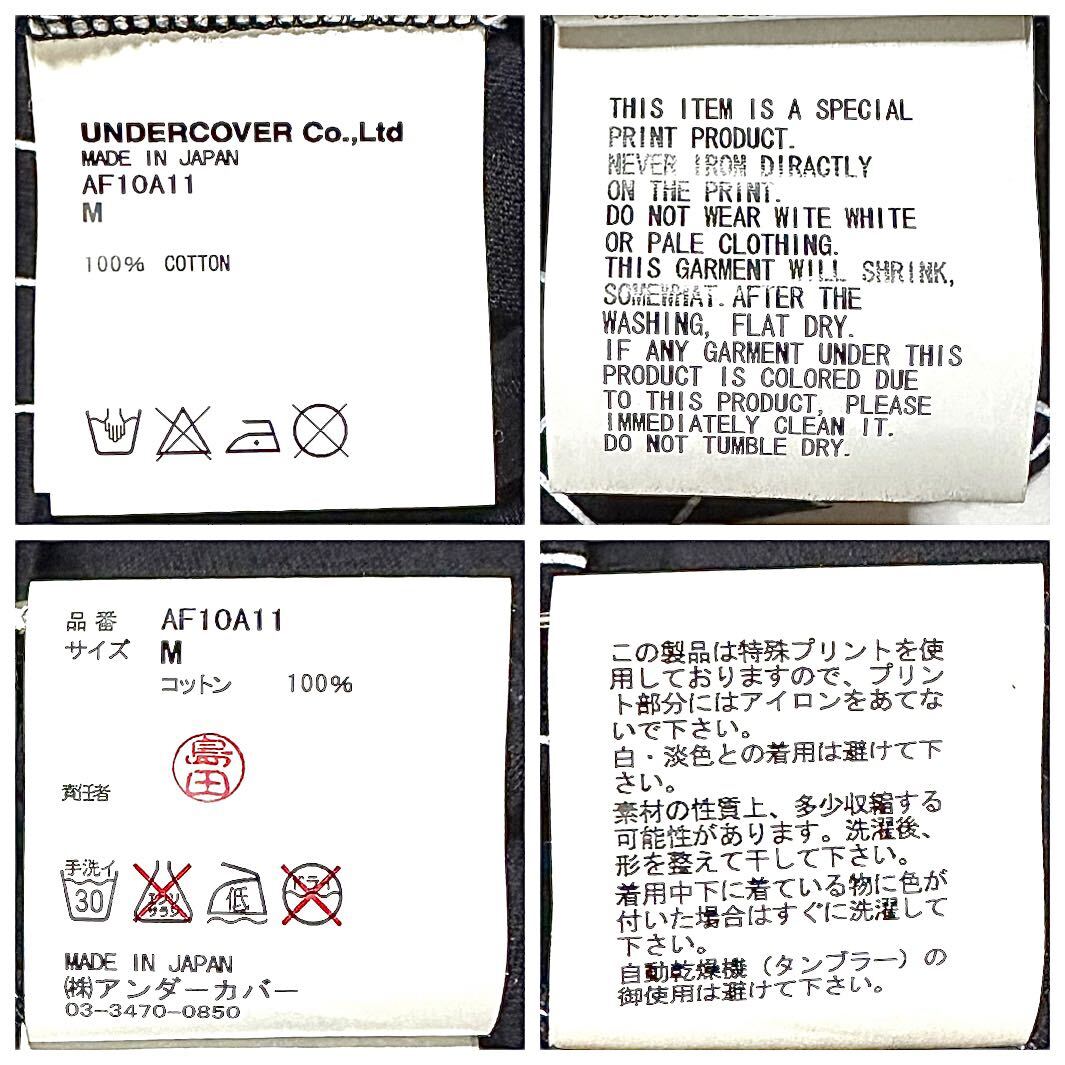 UNDERCOVER Co.,Ltd
MADE IN JAPAN
AF10A11
M
100% COTTON
THIS ITEM IS A SPECIAL
PRINT PRODUCT.
NEVER IROM DIRACTLY
ON THE PRINT.
DO NOT WEAR WITE WHITE
OR PALE CLOTHING.
THIS GARMENT WILL SHRINK,
SOMEWHAT. AFTER THE
WASHING, FLAT DRY.
IF ANY GARMENT UNDER THIS
PRODUCT IS COLORED DUE
TO THIS PRODUCT, PLEASE
IMMEDIATELY CLEAN IT.
DO NOT TUMBLE DRY.
品番 AF10A11
サイズ M
コットン 100%
島田
責任者
手洗イ
30
エンソ
サラシ
低
ドライ
MADE IN JAPAN
㈱アンダーカバー
03-3470-0850
この製品は特殊プリントを使
用しておりますので、プリン
ト部分にはアイロンをあてな
いで下さい。
白・淡色との着用は避けて下
さい。
素材の性質上、多少収縮する
可能性があります。洗濯後、
形を整えて干して下さい。
着用中下に着ている物に色が
付いた場合はすぐに洗濯して
下さい。
自動乾燥機(タンブラー)の
御使用は避けて下さい。